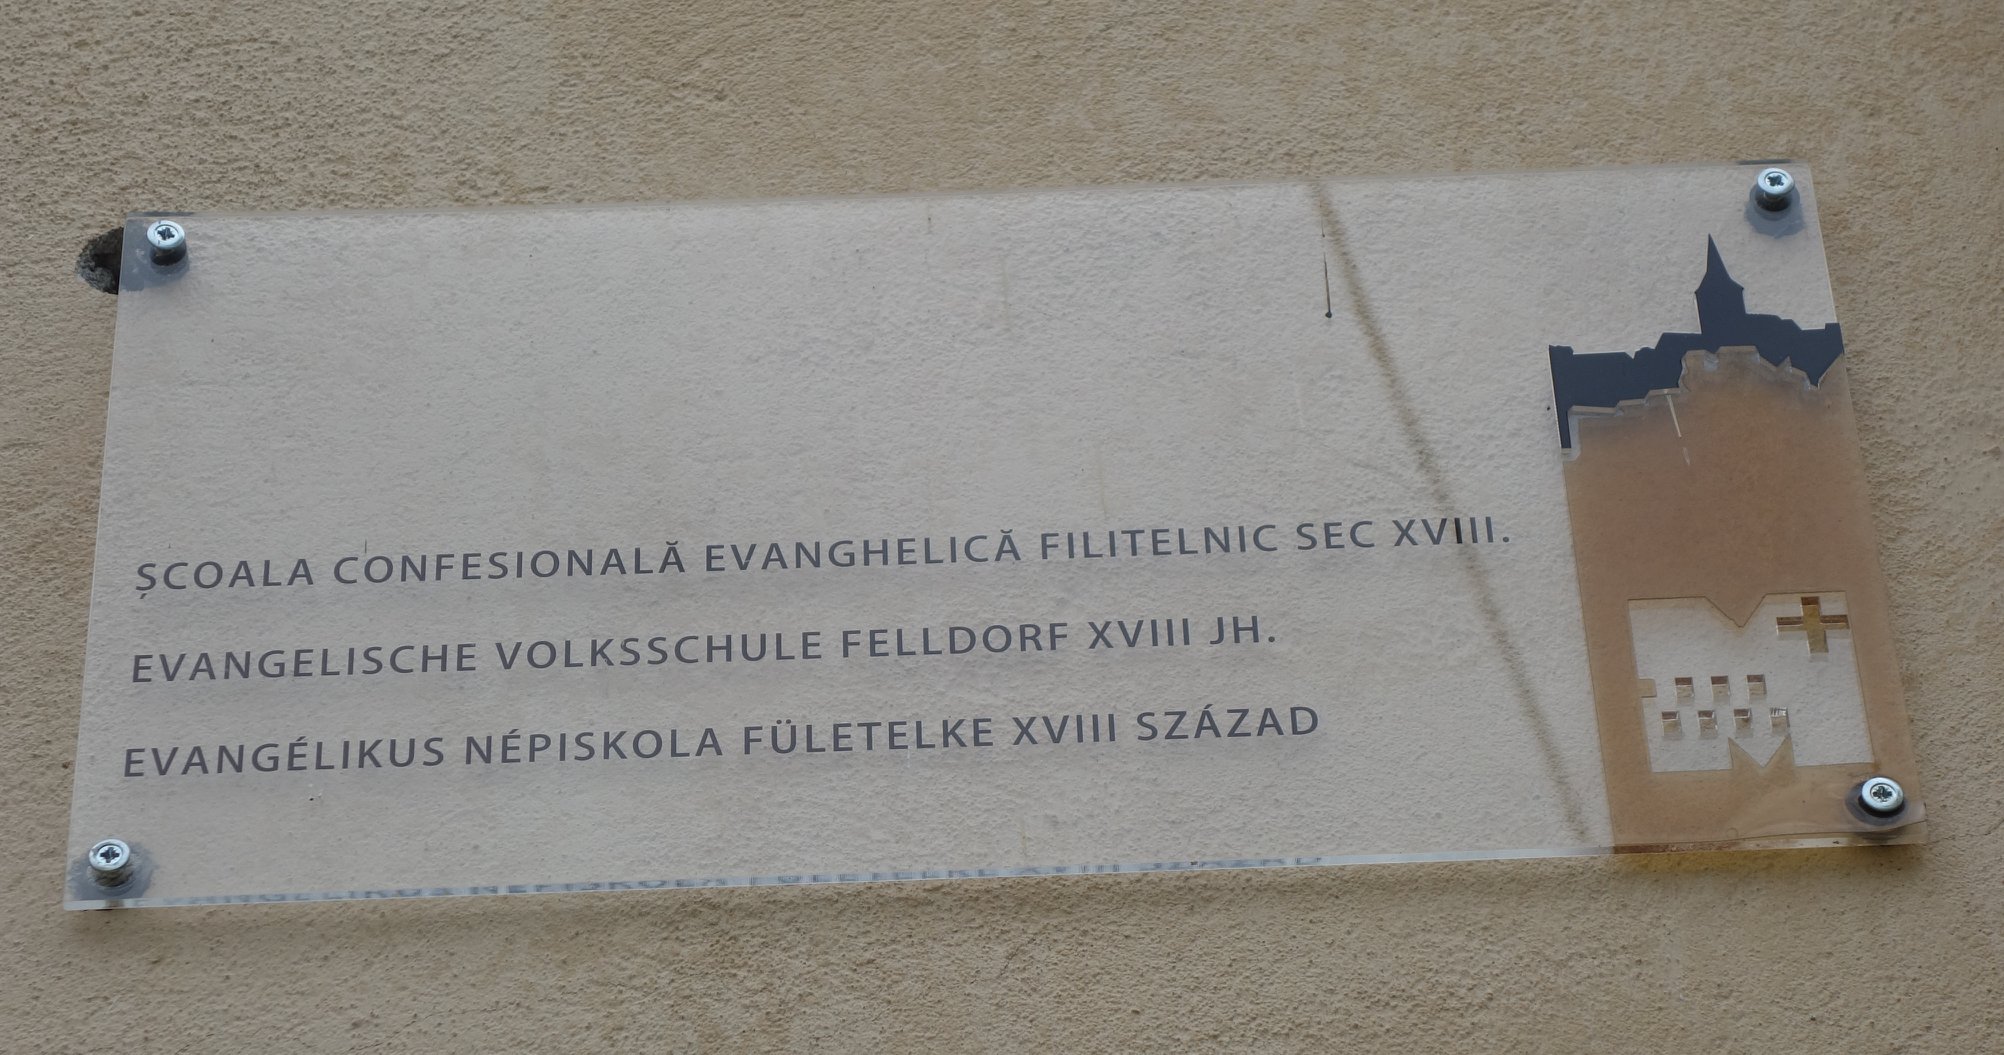 ȘCOALA CONFESIONALĂ EVANGHELICĂ FILITELNIC SEC XVIII.
EVANGELISCHE VOLKSSCHULE FELLDORF XVIII JH.
EVANGÉLIKUS NÉPISKOLA FÜLETELKE XVIII SZÁZAD